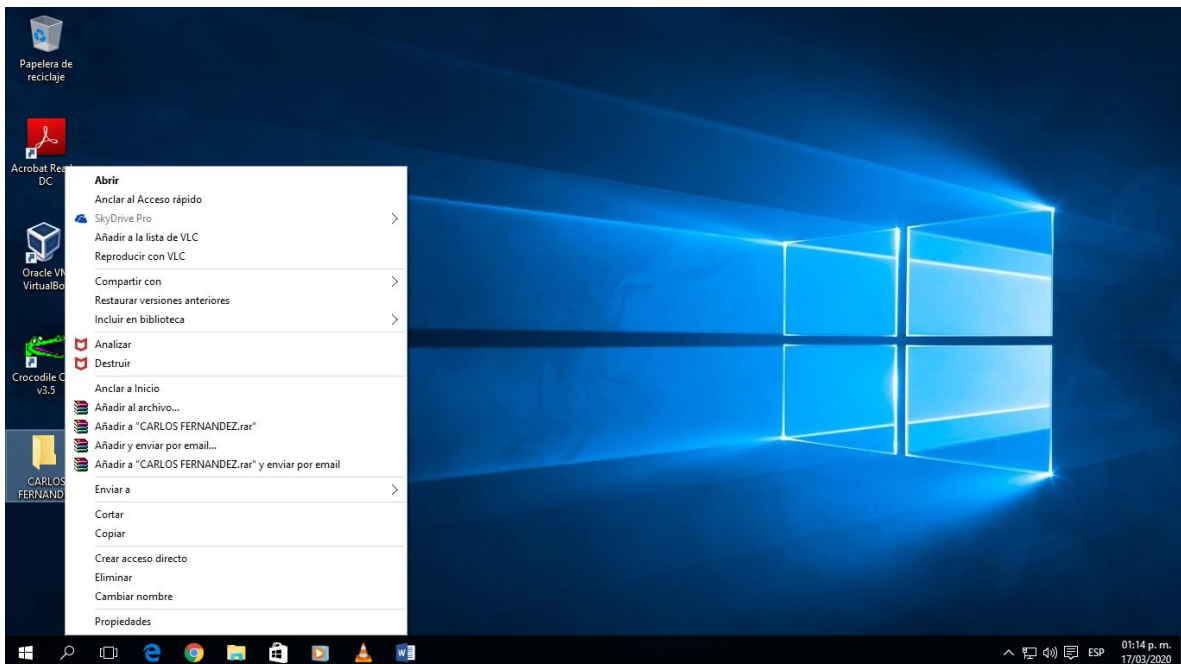 Papelera de
reciclaje
Acrobat Rea
DC
Oracle VM
VirtualBo
Crocodile C
v3.5
CARLOS
FERNAND
Abrir
Anclar al Acceso rápido
SkyDrive Pro
Añadir a la lista de VLC
Reproducir con VLC
Compartir con
Restaurar versiones anteriores
Incluir en biblioteca
Analizar
Destruir
Anclar a Inicio
Añadir al archivo...
Añadir a "CARLOS FERNANDEZ.rar"
Añadir y enviar por email...
Añadir a "CARLOS FERNANDEZ.rar" y enviar por email
Enviar a
Cortar
Copiar
Crear acceso directo
Eliminar
Cambiar nombre
Propiedades
ESP
01:14 p. m.
17/03/2020